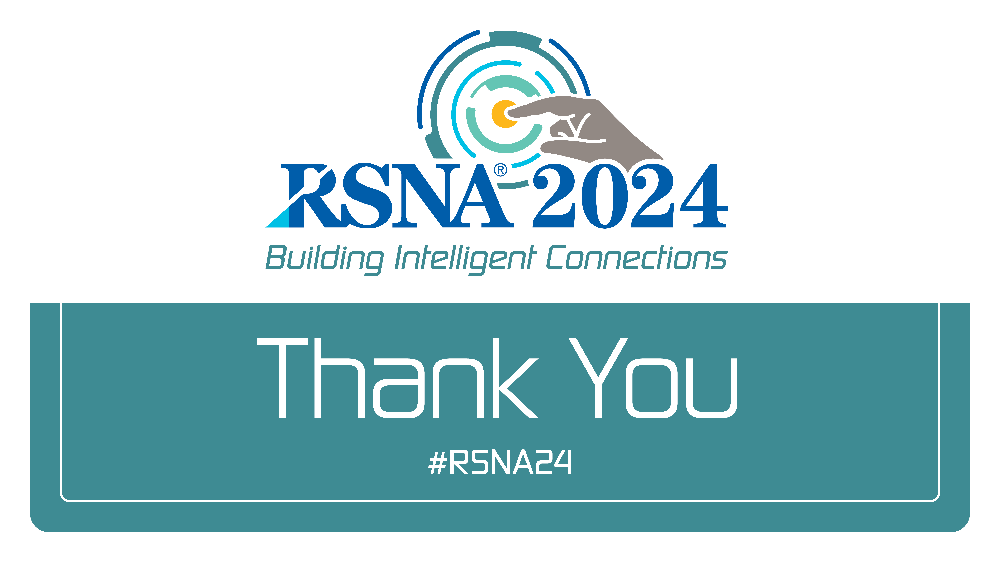 RSNA® 2024
Building Intelligent Connections
Thank You
#RSNA24